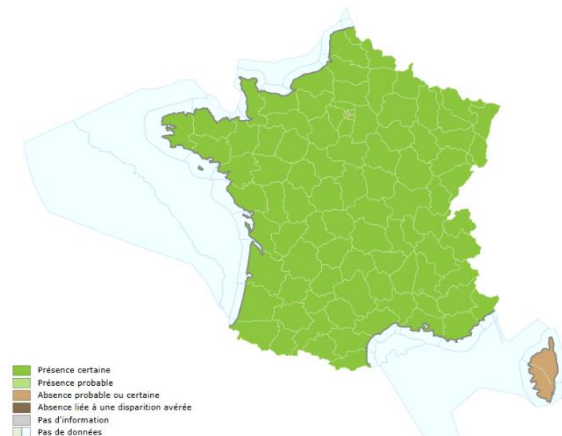 Présence certaine
Présence probable
Absence probable ou certaine
Absence liée à une disparition avérée
Pas d'information
Pas de données